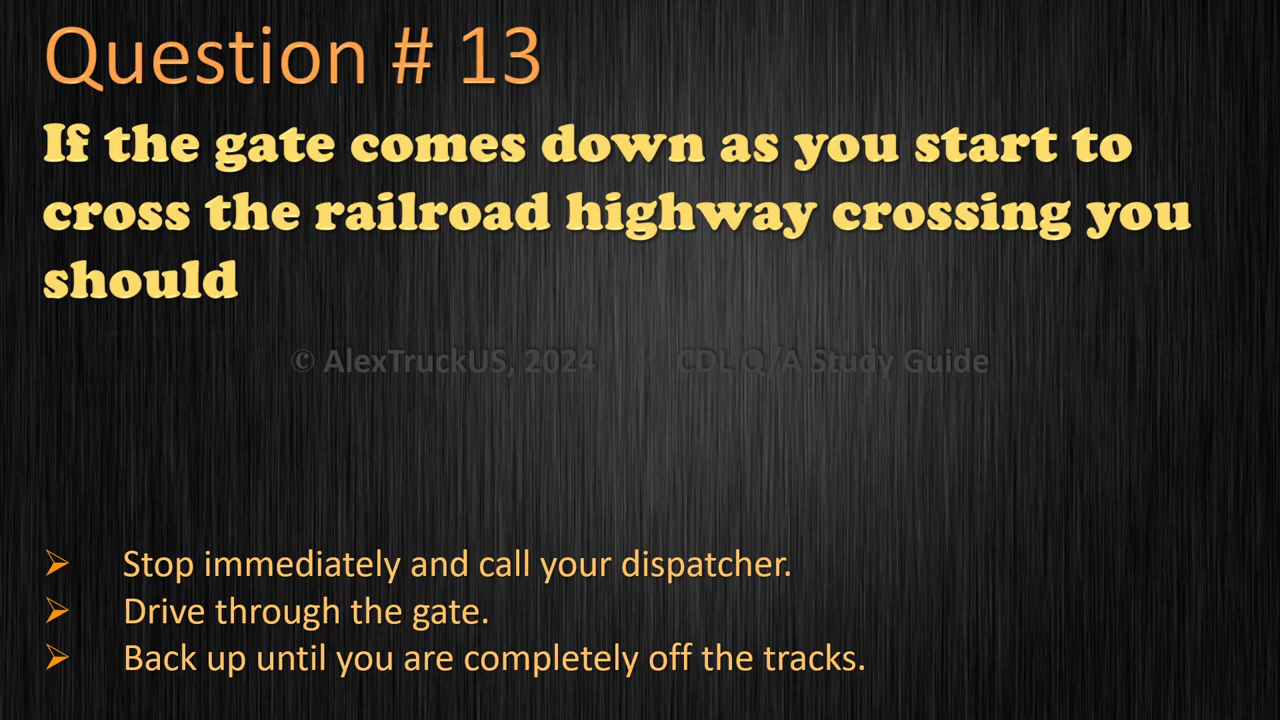 Question # 13
If the gate comes down as you start to
cross the railroad highway crossing you
should
© AlexTruckUS, 2024 CDL Q/A Study Guide
➢ Stop immediately and call your dispatcher.
➢ Drive through the gate.
➢ Back up until you are completely off the tracks.